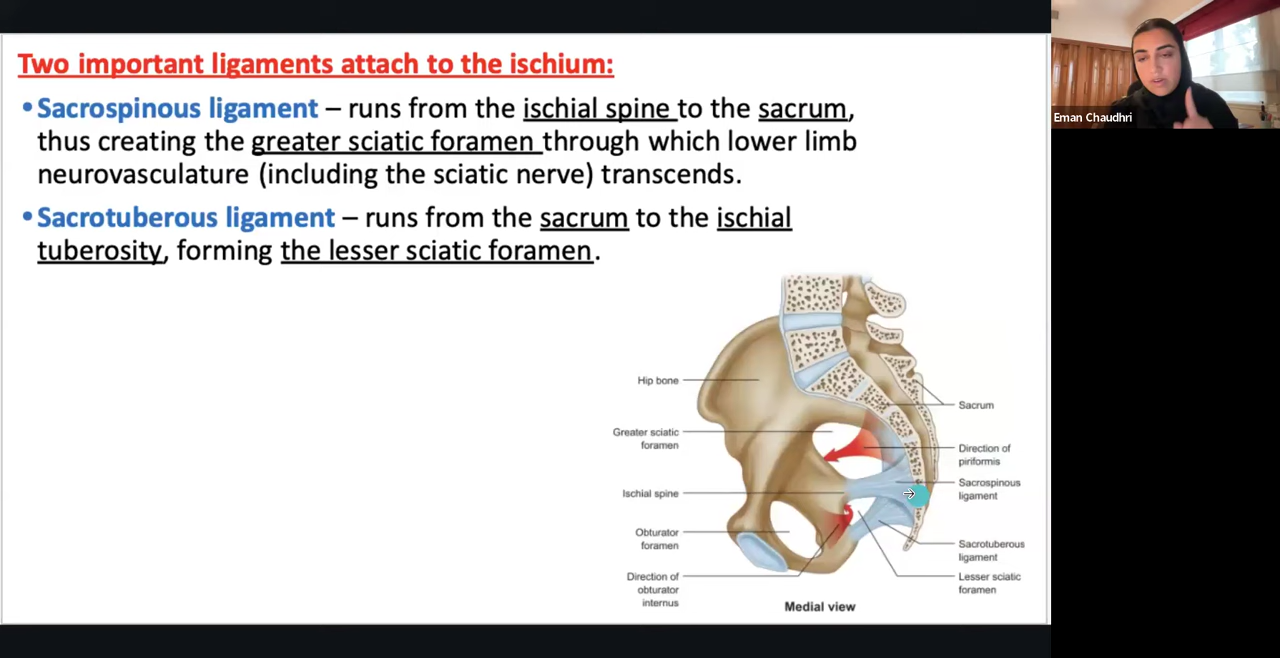 Two important ligaments attach to the ischium:
•Sacrospinous ligament – runs from the ischial spine to the sacrum,
thus creating the greater sciatic foramen through which lower limb
neurovasculature (including the sciatic nerve) transcends.
•Sacrotuberous ligament – runs from the sacrum to the ischial
tuberosity, forming the lesser sciatic foramen.
Hip bone
Greater sciatic
foramen
Ischial spine
Obturator
foramen
Direction of
obturator
internus
Sacrum
Direction of
piriformis
Sacrospinous
ligament
Sacrotuberous
ligament
Lesser sciatic
foramen
Medial view
Eman Chaudhri